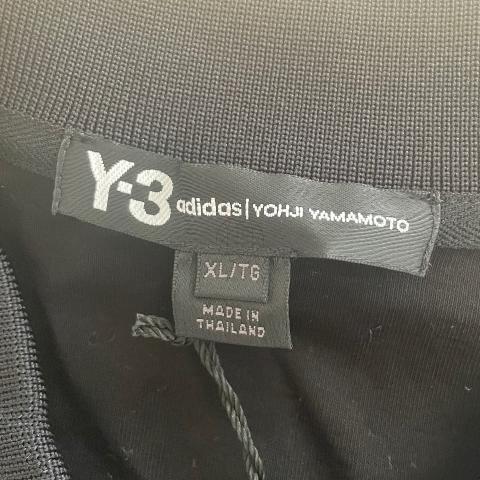 Y-3 adidas | YOHJI YAMAMOTO
XL/TG
MADE IN
THAILAND